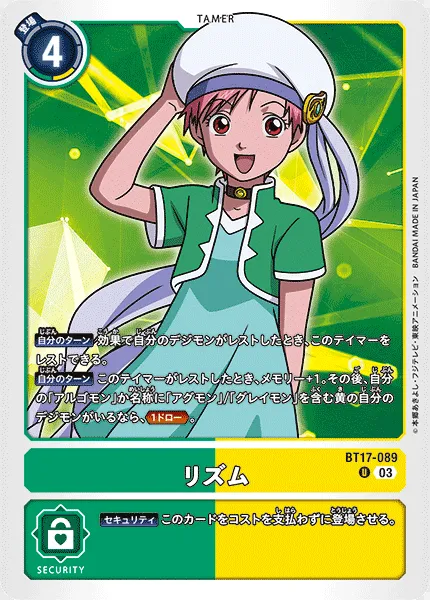 TAMER
登場
4
自分のターン 効果で自分のデジモンがレストしたとき、このテイマーを
レストできる。
自分のターン このテイマーがレストしたとき、メモリー+1。その後、自分
の「アルゴモン」か名称に「アグモン」/「グレイモン」を含む黄の自分の
デジモンがいるなら、〈1ドロー〉。
©本郷あきよし・フジテレビ・東映アニメーション BANDAI MADE IN JAPAN
BT17-089
リズム
U 03
セキュリティ このカードをコストを支払わずに登場させる。
SECURITY